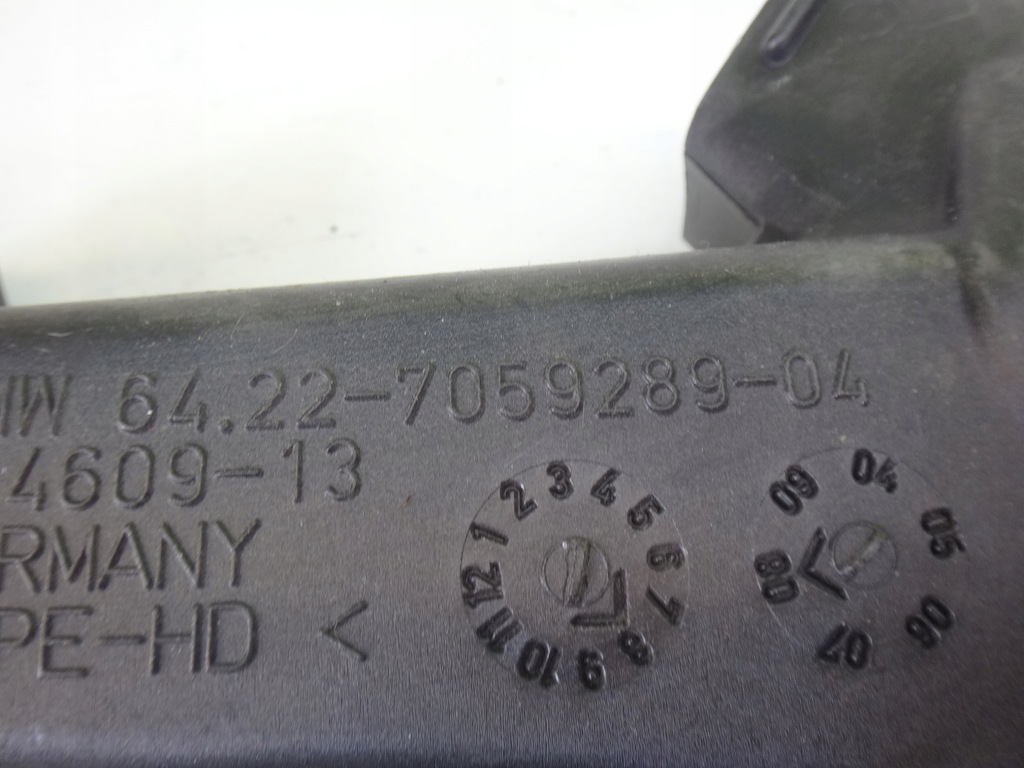 MW 64.22-7059289-04
4609-13
ERMANY
PE-HD <
1 2 3 4 5 6 7 8 9 10 11 12
04 05 06 07 08 09